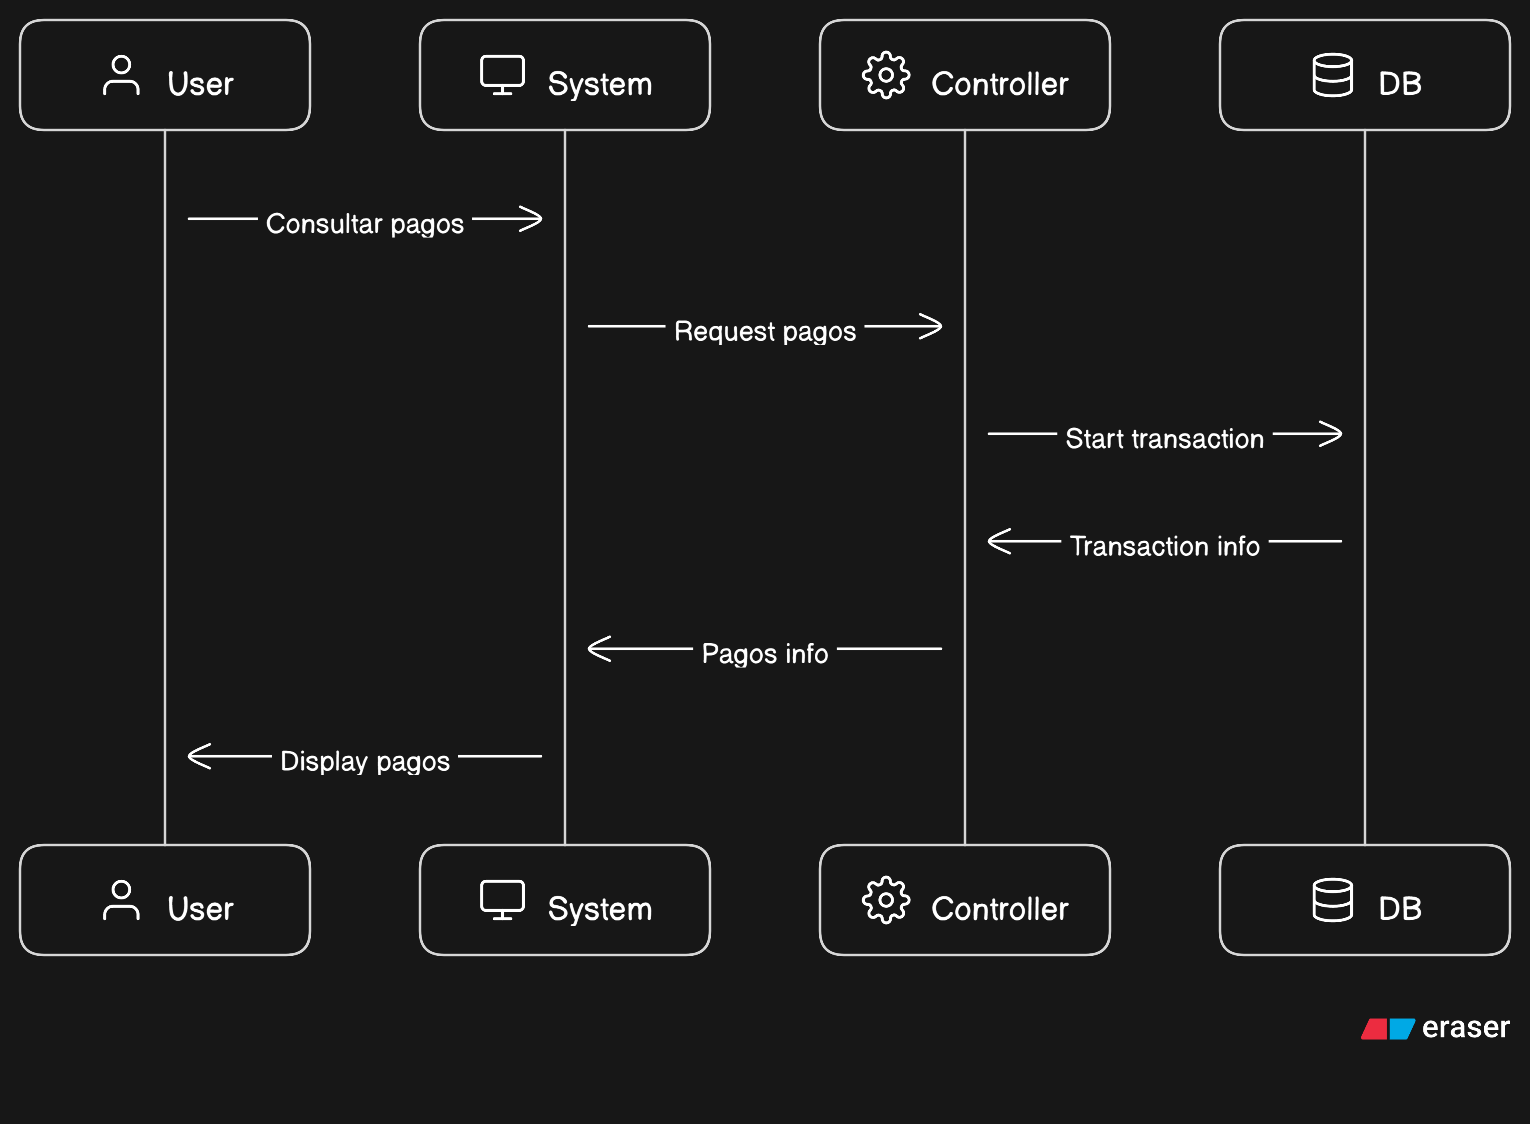 User
System
Controller
DB
Consultar pagos
Request pagos
Start transaction
Transaction info
Pagos info
Display pagos
User
System
Controller
DB
eraser